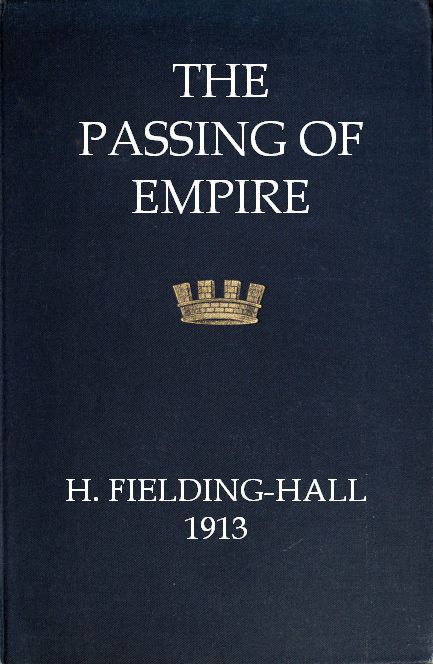 THE
PASSING OF
EMPIRE
H. FIELDING-HALL
1913